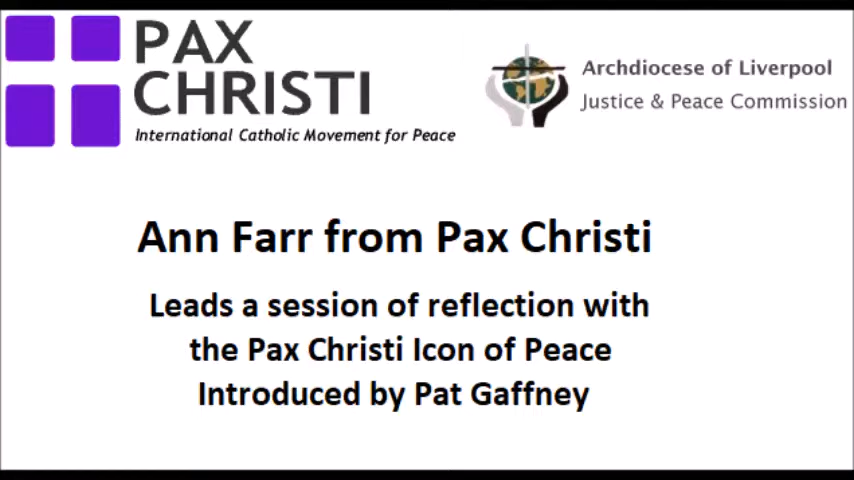 PAX
CHRISTI
International Catholic Movement for Peace
Archdiocese of Liverpool
Justice & Peace Commission
Ann Farr from Pax Christi
Leads a session of reflection with
the Pax Christi Icon of Peace
Introduced by Pat Gaffney